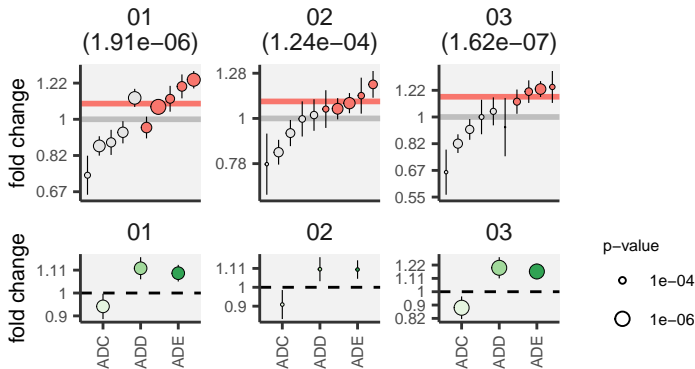 01 02 03
(1.91e−06) (1.24e−04) (1.62e−07)
fold change
1.22
1
0.82
0.67
1.28
1
0.78
1.22
1
0.82
0.67
0.55
01 02 03
fold change
1.11
1
0.9
1.11
1
0.9
1.22
1.11
1
0.9
0.82
ADC ADD ADE
ADC ADD ADE
ADC ADD ADE
p−value
1e−04
1e−06